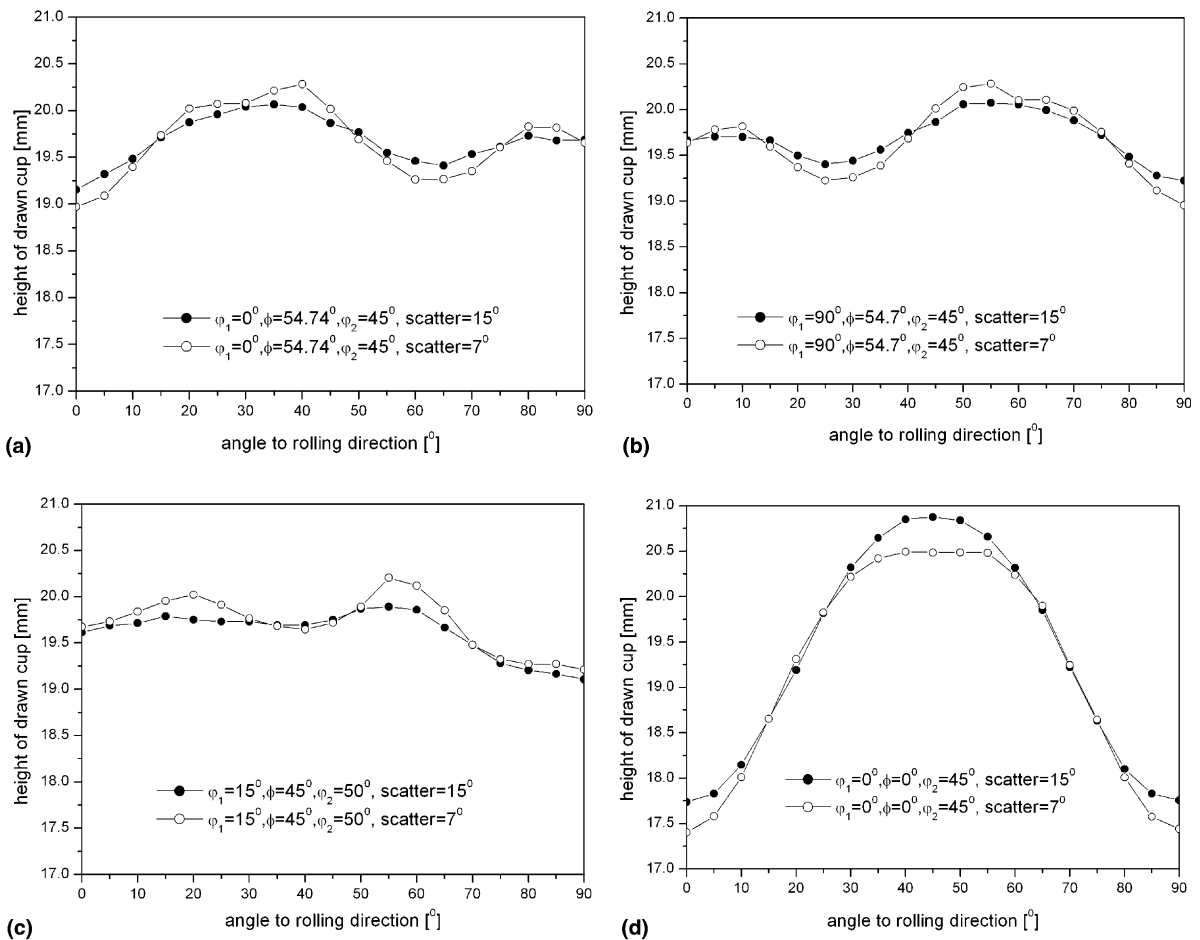 21.0
20.5
20.0
19.5
19.0
18.5
18.0
17.5
17.0
height of drawn cup [mm]
φ1=0⁰,ϕ=54.74⁰,φ2=45⁰, scatter=15⁰
φ1=0⁰,ϕ=54.74⁰,φ2=45⁰, scatter=7⁰
0 10 20 30 40 50 60 70 80 90
angle to rolling direction [⁰]
(a)
21.0
20.5
20.0
19.5
19.0
18.5
18.0
17.5
17.0
height of drawn cup [mm]
φ1=90⁰,ϕ=54.7⁰,φ2=45⁰, scatter=15⁰
φ1=90⁰,ϕ=54.7⁰,φ2=45⁰, scatter=7⁰
0 10 20 30 40 50 60 70 80 90
angle to rolling direction [⁰]
(b)
21.0
20.5
20.0
19.5
19.0
18.5
18.0
17.5
17.0
height of drawn cup [mm]
φ1=15⁰,ϕ=45⁰,φ2=50⁰, scatter=15⁰
φ1=15⁰,ϕ=45⁰,φ2=50⁰, scatter=7⁰
0 10 20 30 40 50 60 70 80 90
angle to rolling direction [⁰]
(c)
21.0
20.5
20.0
19.5
19.0
18.5
18.0
17.5
17.0
height of drawn cup [mm]
φ1=0⁰,ϕ=0⁰,φ2=45⁰, scatter=15⁰
φ1=0⁰,ϕ=0⁰,φ2=45⁰, scatter=7⁰
0 10 20 30 40 50 60 70 80 90
angle to rolling direction [⁰]
(d)